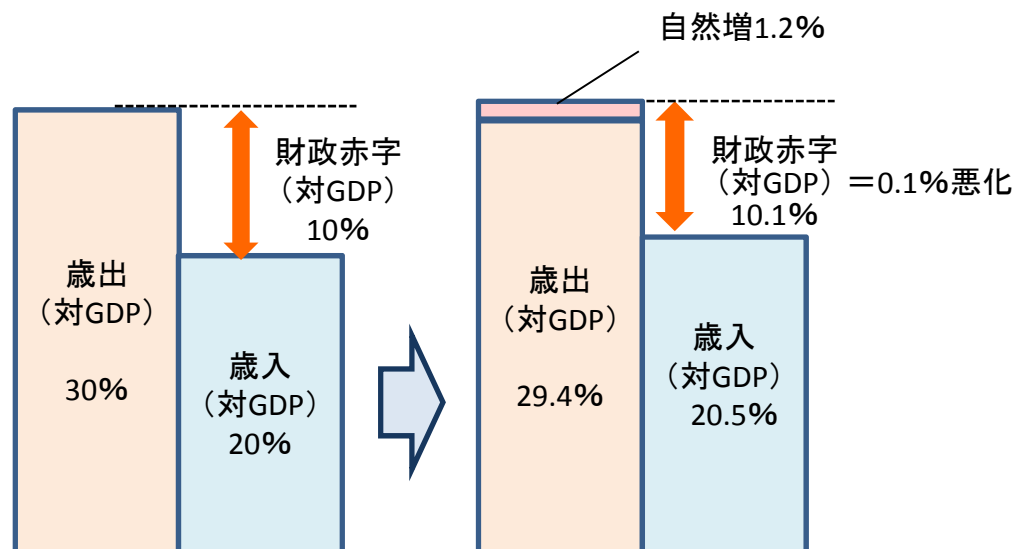 自然増1.2%
財政赤字
（対GDP）
10%
歳出
（対GDP）
30%
歳入
（対GDP）
20%
財政赤字
（対GDP）＝0.1%悪化
10.1%
歳出
（対GDP）
29.4%
歳入
（対GDP）
20.5%